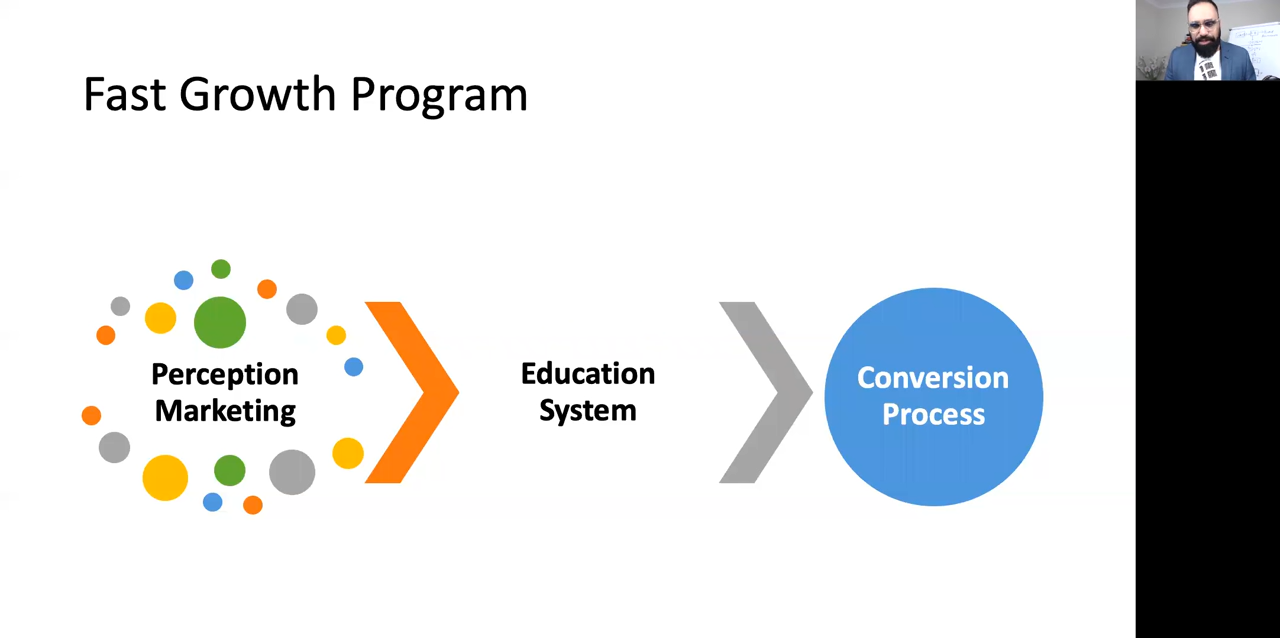 Fast Growth Program
Perception
Marketing
Education
System
Conversion
Process